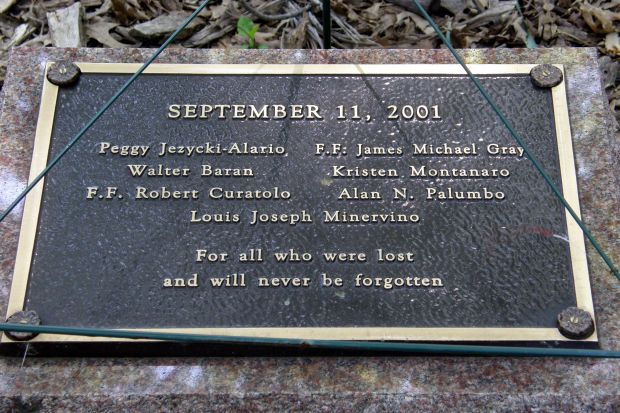 SEPTEMBER 11, 2001
Peggy Jezycki-Alario F.F: James Michael Gray
Walter Baran Kristen Montanaro
F.F. Robert Curatolo Alan N. Palumbo
Louis Joseph Minervino
For all who were lost
and will never be forgotten